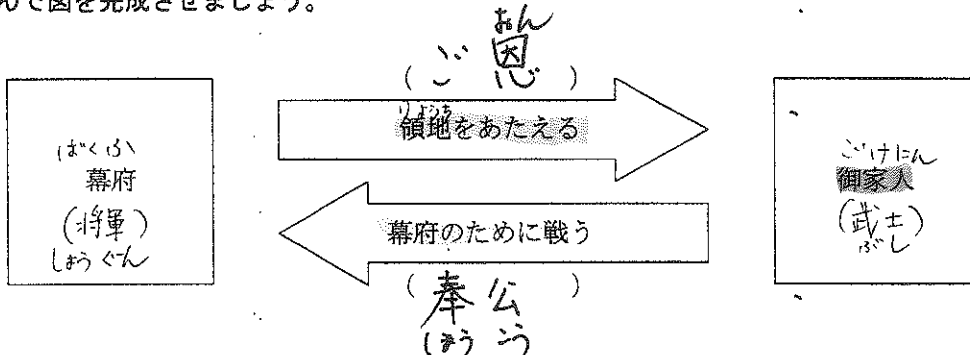 んで図を完成させましょう。
おん
(ご恩)
りょうち
領地をあたえる
ばくふ
幕府
(将軍)
しょうぐん
ごけにん
御家人
(武士)
ぶし
幕府のために戦う
(奉公)
ほうこう